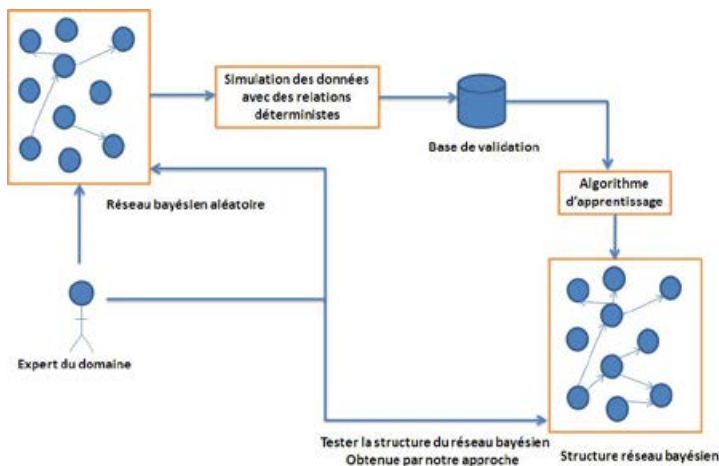 Simulation des données
avec des relations
déterministes
Base de validation
Algorithme
d'apprentissage
Réseau bayésien aléatoire
Expert du domaine
Tester la structure du réseau bayésien
Obtenue par notre approche
Structure réseau bayésien